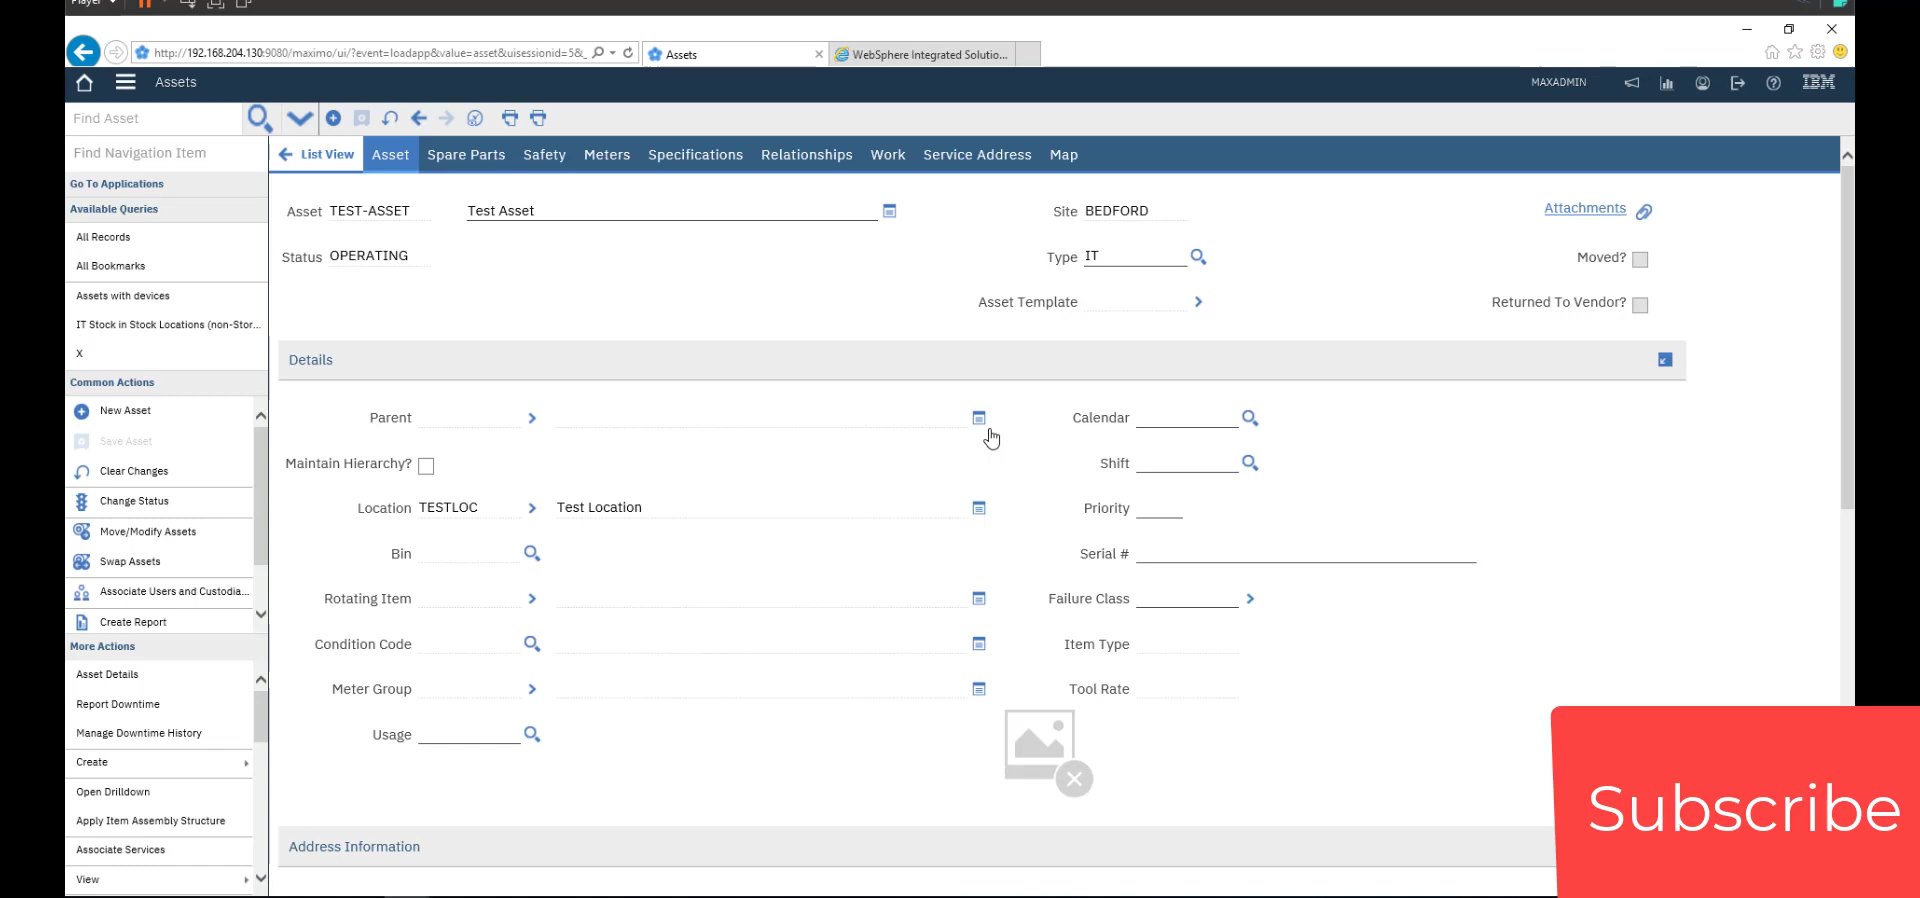 Player
http://192.168.204.130:9080/maximo/ui/?event=loadapp&value=asset&uisessionid=5&_
Assets
WebSphere Integrated Solutio...
Assets
MAXADMIN
IBM
Find Asset
Find Navigation Item
List View Asset Spare Parts Safety Meters Specifications Relationships Work Service Address Map
Go To Applications
Available Queries
All Records
All Bookmarks
Assets with devices
IT Stock in Stock Locations (non-Stor...
X
Common Actions
New Asset
Save Asset
Clear Changes
Change Status
Move/Modify Assets
Swap Assets
Associate Users and Custodia...
Create Report
More Actions
Asset Details
Report Downtime
Manage Downtime History
Create
Open Drilldown
Apply Item Assembly Structure
Associate Services
View
Asset TEST-ASSET Test Asset
Site BEDFORD
Attachments
Status OPERATING
Type IT
Moved?
Asset Template
Returned To Vendor?
Details
Parent
Calendar
Maintain Hierarchy?
Shift
Location TESTLOC Test Location
Priority
Bin
Serial #
Rotating Item
Failure Class
Condition Code
Item Type
Meter Group
Tool Rate
Usage
Address Information
Subscribe